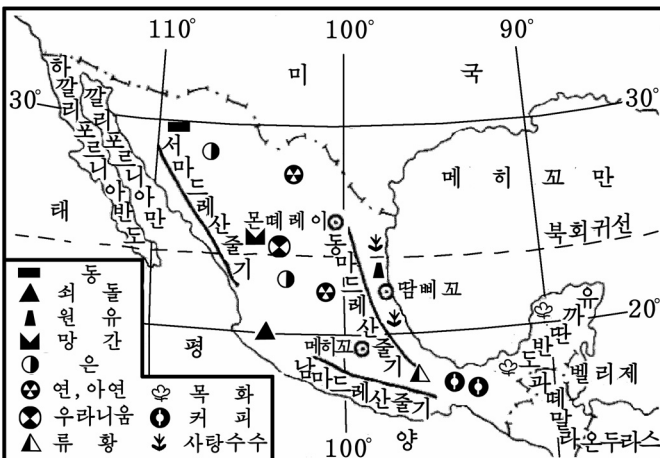 110° 100° 90°
미 국
30° 30°
하깔리포르니아반도
깔리포르니아만
서마드레산줄기
메 히 꼬 만
태
몬떼레이
북회귀선
동마드레산줄기
땀삐꼬
유까딴반도
20°
평
메히꼬
남마드레산줄기
벨리제
과떼말라
온두라스
양
100°
동
쇠 돌
원 유
망 간
은
연, 아연
우라니움
류 황
목 화
커 피
사탕수수